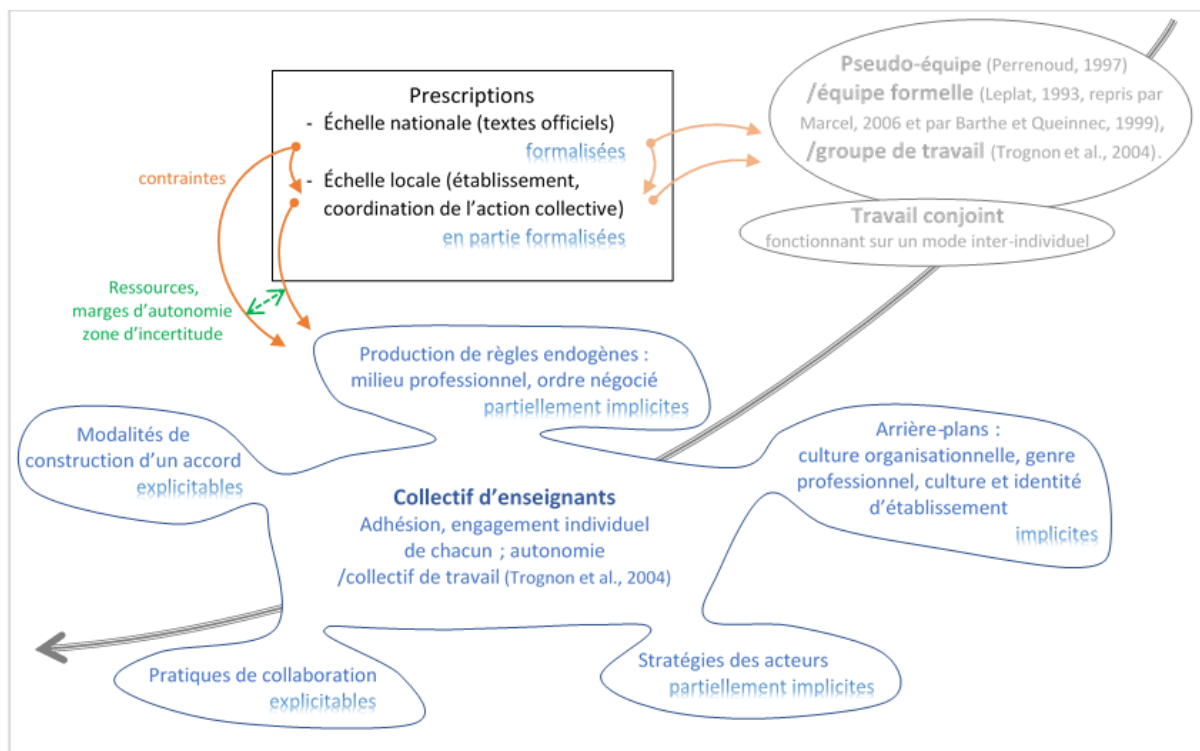 Pseudo-équipe (Perrenoud, 1997)
/équipe formelle (Leplat, 1993, repris par
Marcel, 2006 et par Barthe et Queinnec, 1999),
/groupe de travail (Trognon et al., 2004).
Travail conjoint
fonctionnant sur un mode inter-individuel
Prescriptions
- Échelle nationale (textes officiels)
formalisées
- Échelle locale (établissement,
coordination de l'action collective)
en partie formalisées
contraintes
Ressources,
marges d'autonomie
zone d'incertitude
Production de règles endogènes :
milieu professionnel, ordre négocié
partiellement implicites
Modalités de
construction d'un accord
explicitables
Arrière-plans :
culture organisationnelle, genre
professionnel, culture et identité
d'établissement
implicites
Collectif d'enseignants
Adhésion, engagement individuel
de chacun ; autonomie
/collectif de travail (Trognon et al., 2004)
Pratiques de collaboration
explicitables
Stratégies des acteurs
partiellement implicites